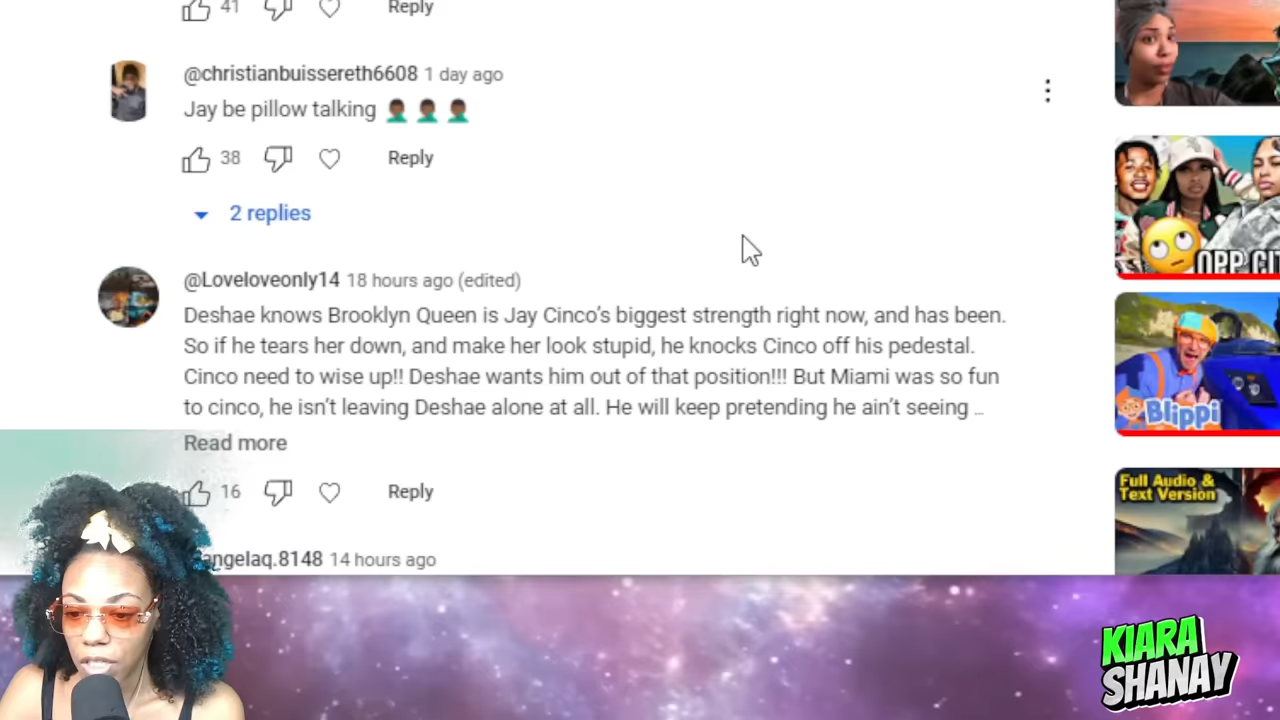 41 Reply
@christianbuissereth6608 1 day ago
Jay be pillow talking 🤦🏾‍♂️ 🤦🏾‍♂️ 🤦🏾‍♂️
38 Reply
2 replies
@Loveloveonly14 18 hours ago (edited)
Deshae knows Brooklyn Queen is Jay Cinco’s biggest strength right now, and has been.
So if he tears her down, and make her look stupid, he knocks Cinco off his pedestal.
Cinco need to wise up!! Deshae wants him out of that position!!! But Miami was so fun
to cinco, he isn’t leaving Deshae alone at all. He will keep pretending he ain’t seeing ...
Read more
16 Reply
angelaq.8148 14 hours ago
OPP CIT
Blippi
Full Audio &
Text Version
KIARA
SHANAY